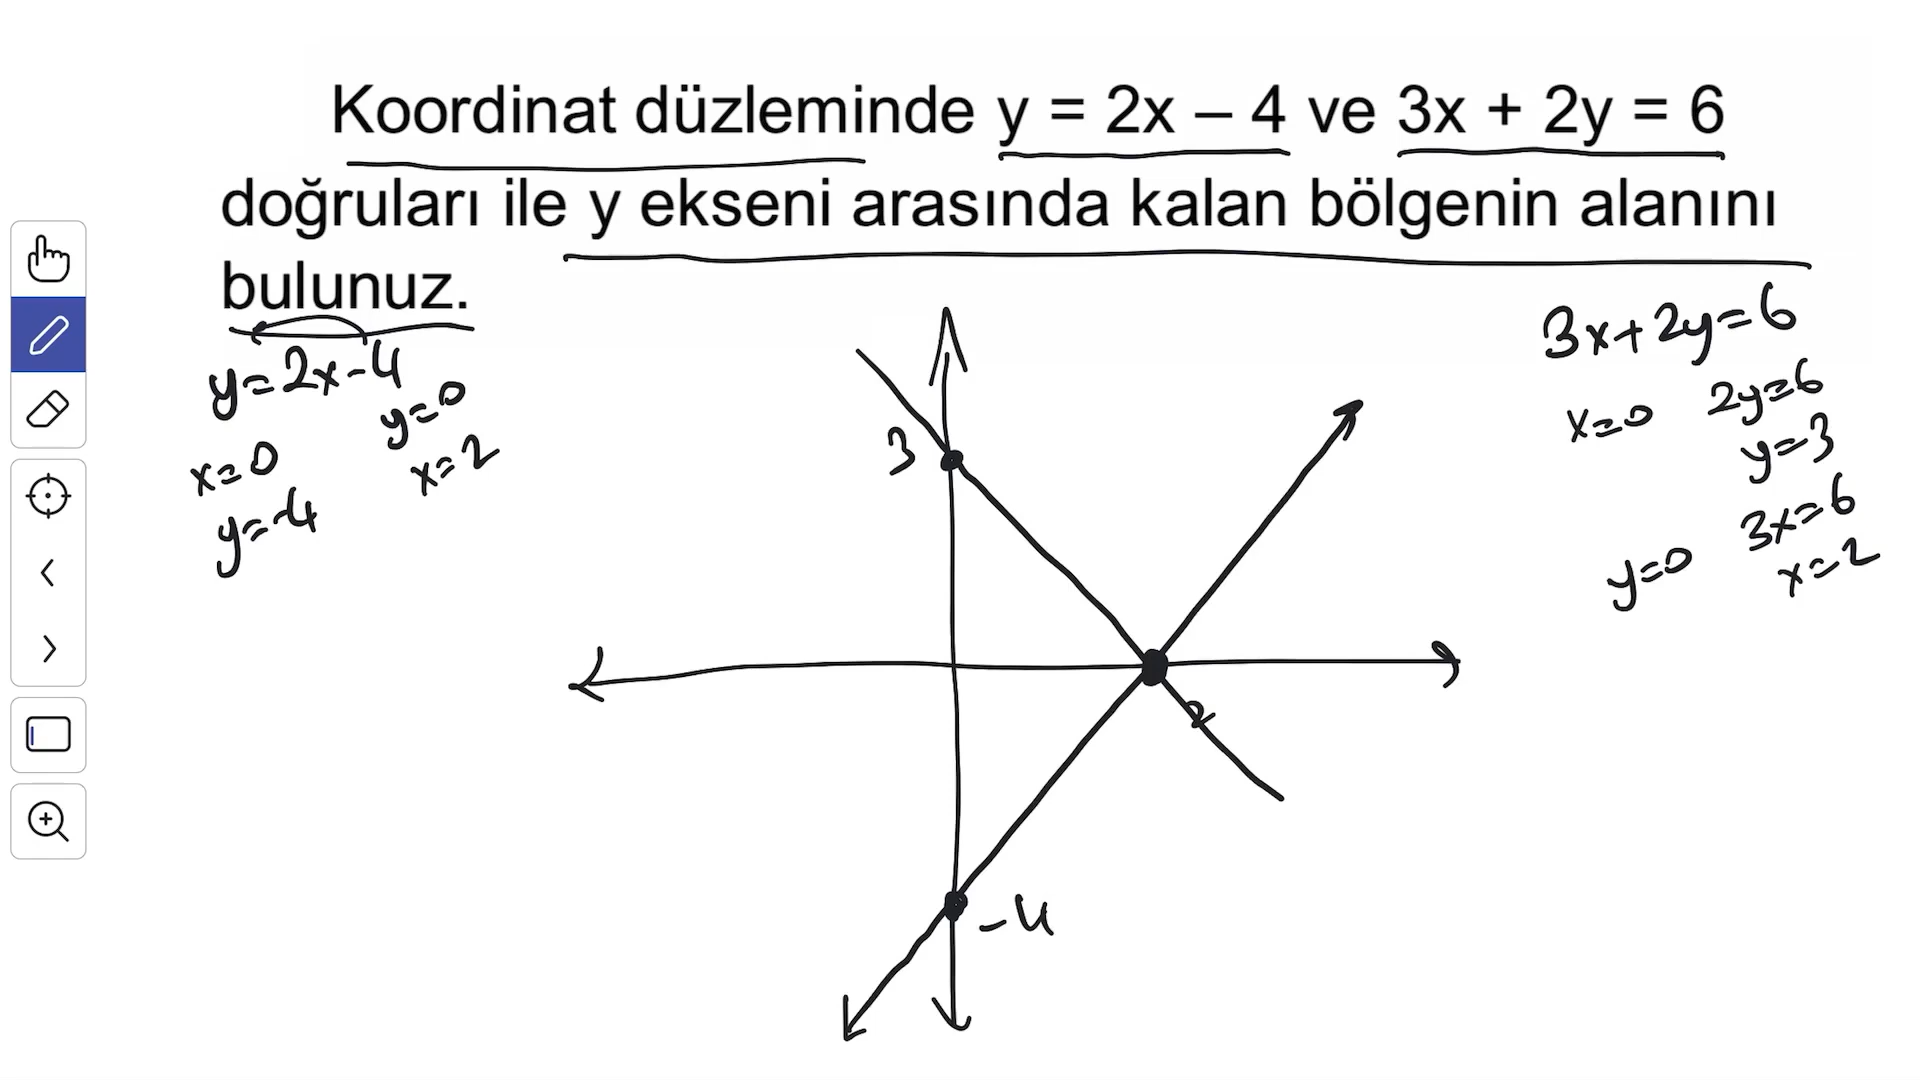 Koordinat düzleminde y = 2x – 4 ve 3x + 2y = 6
doğruları ile y ekseni arasında kalan bölgenin alanını
bulunuz.
y=2x-4
y=0
x=2
x=0
y=-4
3x+2y=6
x=0 2y=6
y=3
3x=6
y=0 x=2
3
2
-4